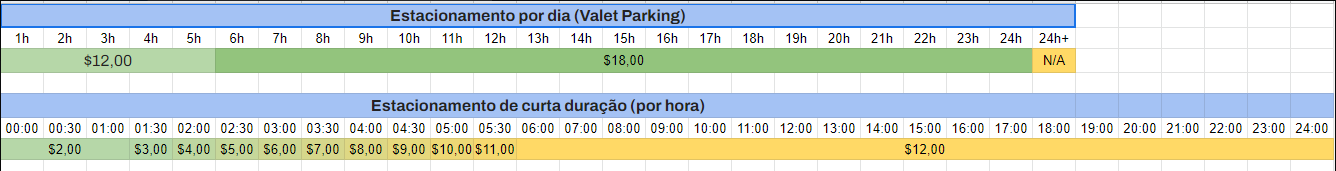 Estacionamento por dia (Valet Parking)
1h 2h 3h 4h 5h 6h 7h 8h 9h 10h 11h 12h 13h 14h 15h 16h 17h 18h 19h 20h 21h 22h 23h 24h 24h+
$12,00 $18,00 N/A
Estacionamento de curta duração (por hora)
00:00 00:30 01:00 01:30 02:00 02:30 03:00 03:30 04:00 04:30 05:00 05:30 06:00 07:00 08:00 09:00 10:00 11:00 12:00 13:00 14:00 15:00 16:00 17:00 18:00 19:00 20:00 21:00 22:00 23:00 24:00
$2,00 $3,00 $4,00 $5,00 $6,00 $7,00 $8,00 $9,00 $10,00 $11,00 $12,00